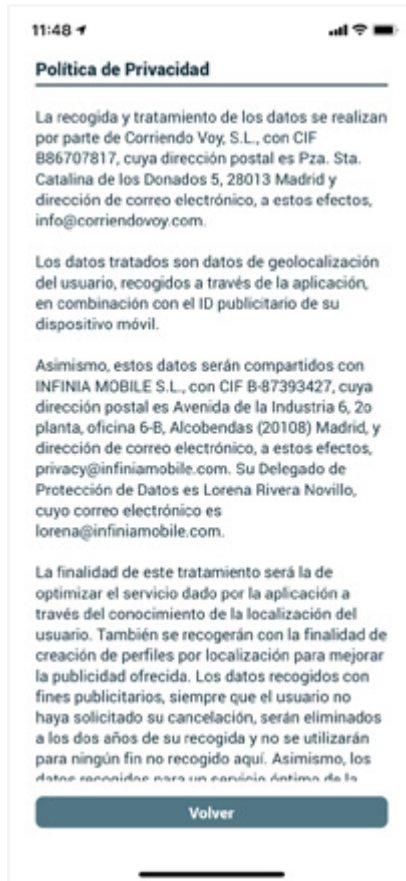 11:48
Política de Privacidad
La recogida y tratamiento de los datos se realizan
por parte de Corriendo Voy, S.L., con CIF
B86707817, cuya dirección postal es Pza. Sta.
Catalina de los Donados 5, 28013 Madrid y
dirección de correo electrónico, a estos efectos,
info@corriendovoy.com.
Los datos tratados son datos de geolocalización
del usuario, recogidos a través de la aplicación,
en combinación con el ID publicitario de su
dispositivo móvil.
Asimismo, estos datos serán compartidos con
INFINIA MOBILE S.L., con CIF B-87393427, cuya
dirección postal es Avenida de la Industria 6, 2o
planta, oficina 6-B, Alcobendas (20108) Madrid, y
dirección de correo electrónico, a estos efectos,
privacy@infiniamobile.com. Su Delegado de
Protección de Datos es Lorena Rivera Novillo,
cuyo correo electrónico es
lorena@infiniamobile.com.
La finalidad de este tratamiento será la de
optimizar el servicio dado por la aplicación a
través del conocimiento de la localización del
usuario. También se recogerán con la finalidad de
creación de perfiles por localización para mejorar
la publicidad ofrecida. Los datos recogidos con
fines publicitarios, siempre que el usuario no
haya solicitado su cancelación, serán eliminados
a los dos años de su recogida y no se utilizarán
para ningún fin no recogido aquí. Asimismo, los
datos recogidos para un servicio óptimo de la
Volver